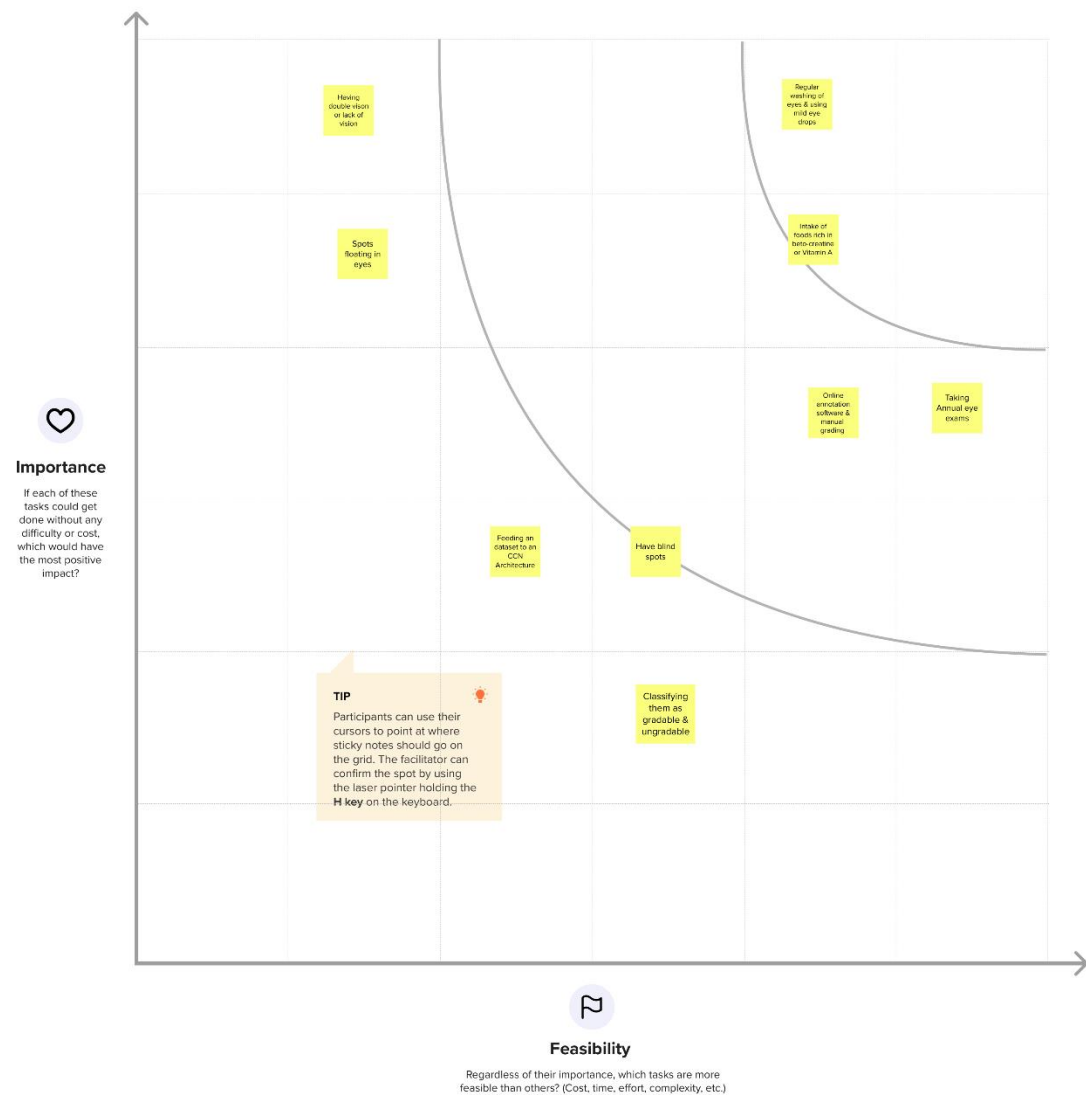 Heving
double vison
or lack of
vision
Regular
washing of
eyes & using
mild eye
drops
Spots
floating in
eyes
Intake of
foods rich in
beto-creatine
or Vitamin A
Online
annotation
software &
manual
grading
Taking
Annual eye
exams
Importance
If each of these
tasks could get
done without any
difficulty or cost,
which would have
the most positive
impact?
Feeding an
dataset to an
CCN
Architecture
Have blind
spots
TIP
Participants can use their
cursors to point at where
sticky notes should go on
the grid. The facilitator can
confirm the spot by using
the laser pointer holding the
H key on the keyboard.
Classifying
them as
gradable &
ungradable
Feasibility
Regardless of their importance, which tasks are more
feasible than others? (Cost, time, effort, complexity, etc.)